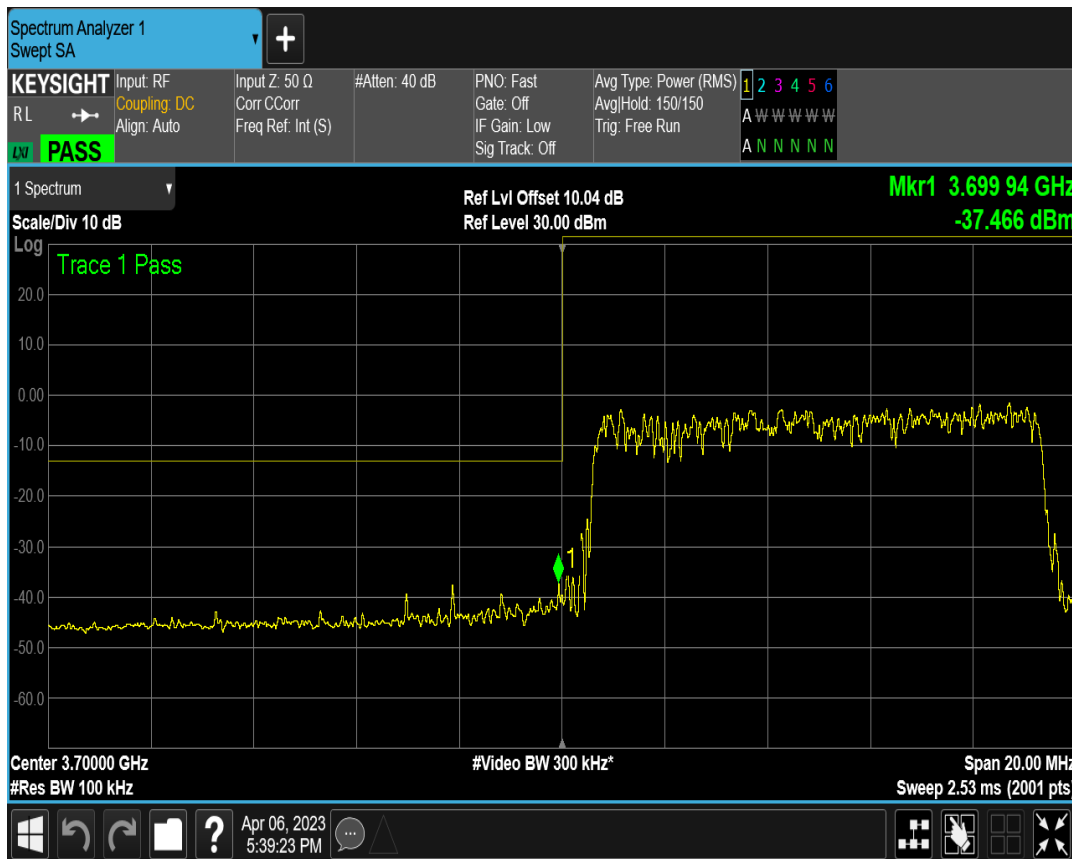 Spectrum Analyzer 1
Swept SA
+
KEYSIGHT
RL
LXI PASS
Input: RF
Coupling: DC
Align: Auto
Input Z: 50 Ω
Corr CCorr
Freq Ref: Int (S)
#Atten: 40 dB
PNO: Fast
Gate: Off
IF Gain: Low
Sig Track: Off
Avg Type: Power (RMS)
Avg|Hold: 150/150
Trig: Free Run
1 2 3 4 5 6
A W W W W W
A N N N N N
1 Spectrum
Scale/Div 10 dB
Ref Lvl Offset 10.04 dB
Ref Level 30.00 dBm
Mkr1 3.699 94 GHz
-37.466 dBm
Log
Trace 1 Pass
20.0
10.0
0.00
-10.0
-20.0
-30.0
1
-40.0
-50.0
-60.0
Center 3.70000 GHz
#Video BW 300 kHz*
Span 20.00 MHz
#Res BW 100 kHz
Sweep 2.53 ms (2001 pts)
?
Apr 06, 2023
5:39:23 PM